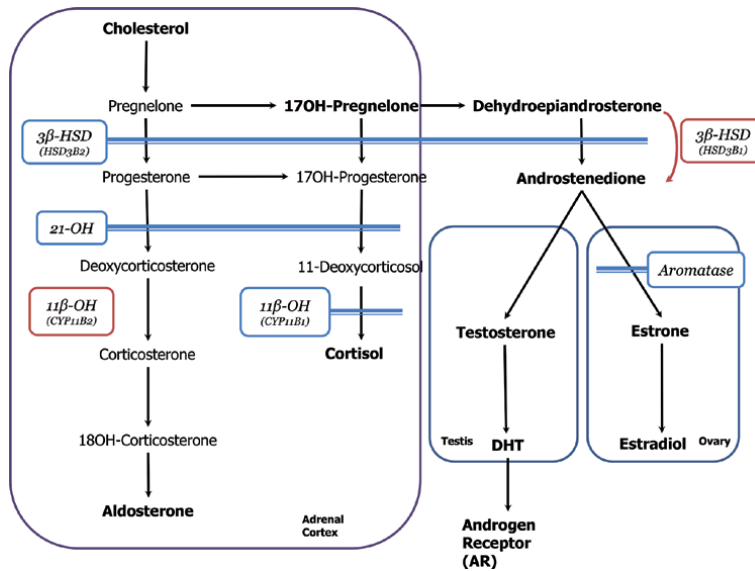 Cholesterol
Pregnelone
17OH-Pregnelone
Dehydroepiandrosterone
3β-HSD
(HSD3B2)
3β-HSD
(HSD3B1)
Progesterone
17OH-Progesterone
Androstenedione
21-OH
Deoxycorticosterone
11-Deoxycorticosol
Aromatase
11β-OH
(CYP11B2)
11β-OH
(CYP11B1)
Corticosterone
Cortisol
Testosterone
Estrone
18OH-Corticosterone
Testis
DHT
Estradiol
Ovary
Aldosterone
Adrenal
Cortex
Androgen
Receptor
(AR)